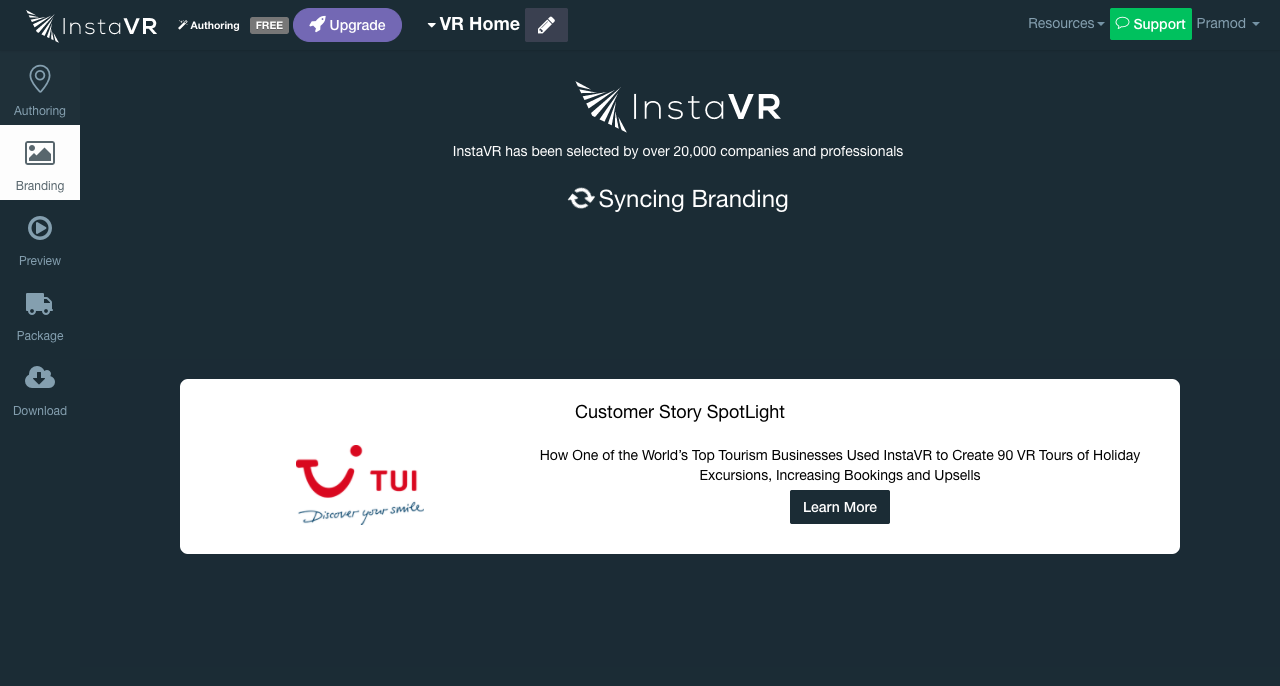 InstaVR
Authoring
FREE
Upgrade
VR Home
Resources
Support
Pramod
Authoring
Branding
Preview
Package
Download
InstaVR
InstaVR has been selected by over 20,000 companies and professionals
Syncing Branding
Customer Story SpotLight
TUI
Discover your smile
How One of the World’s Top Tourism Businesses Used InstaVR to Create 90 VR Tours of Holiday
Excursions, Increasing Bookings and Upsells
Learn More